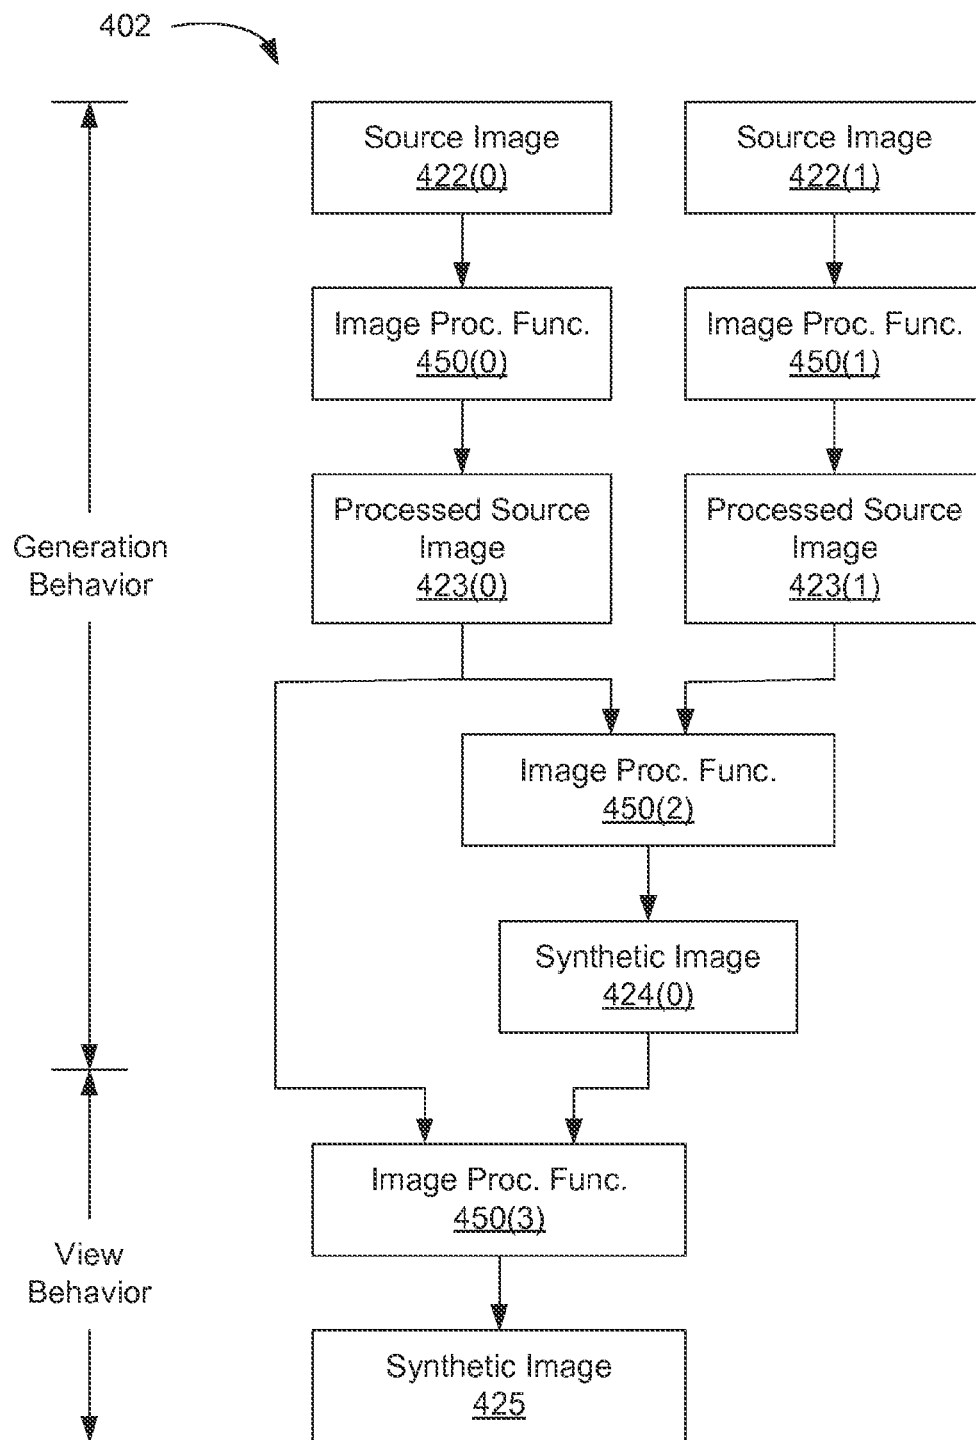 402
Source Image
422(0)
Source Image
422(1)
Image Proc. Func.
450(0)
Image Proc. Func.
450(1)
Processed Source
Image
423(0)
Processed Source
Image
423(1)
Generation
Behavior
Image Proc. Func.
450(2)
Synthetic Image
424(0)
Image Proc. Func.
450(3)
View
Behavior
Synthetic Image
425